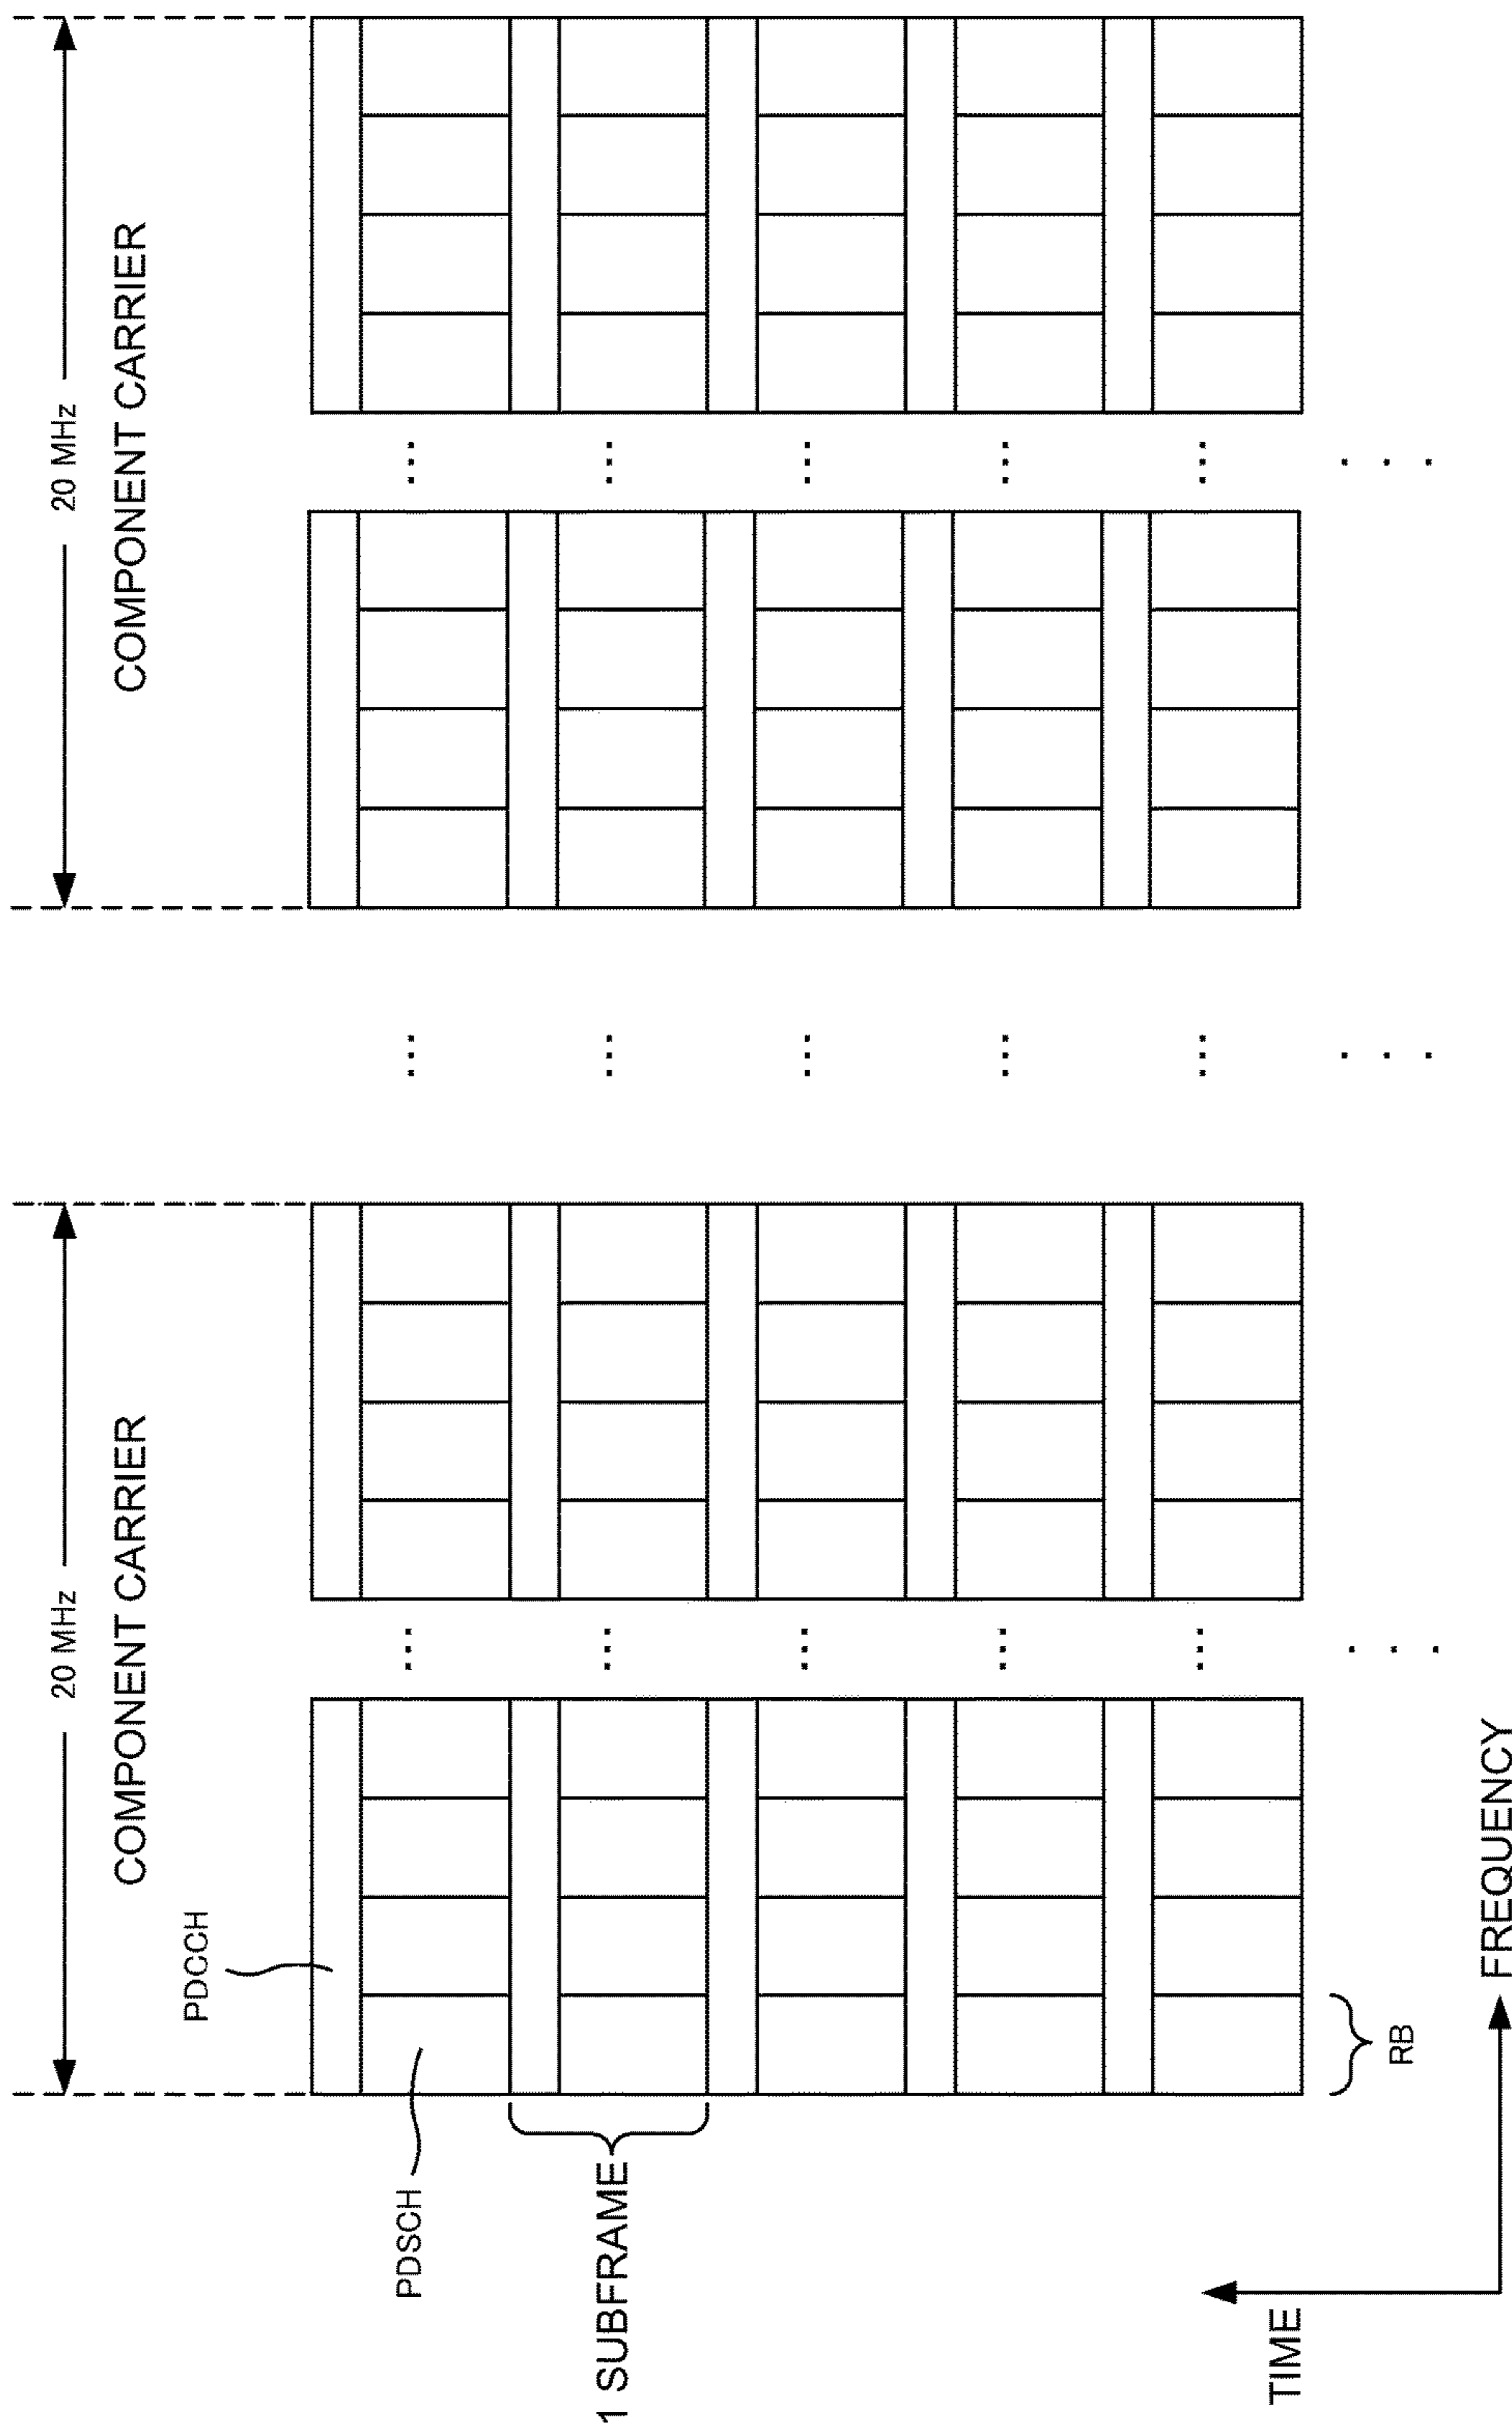 20 MHz
COMPONENT CARRIER
20 MHz
COMPONENT CARRIER
PDCCH
PDSCH
1 SUBFRAME
RB
TIME
FREQUENCY